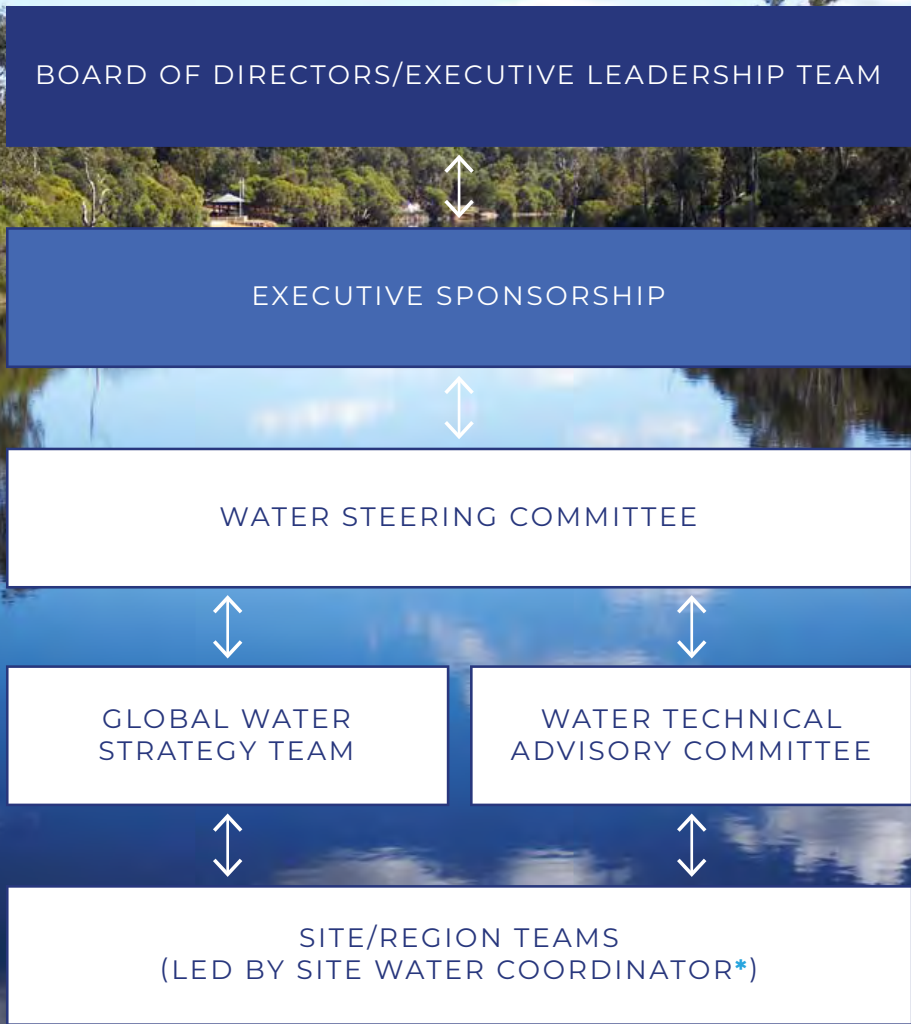 BOARD OF DIRECTORS/EXECUTIVE LEADERSHIP TEAM
EXECUTIVE SPONSORSHIP
WATER STEERING COMMITTEE
GLOBAL WATER
STRATEGY TEAM
WATER TECHNICAL
ADVISORY COMMITTEE
SITE/REGION TEAMS
(LED BY SITE WATER COORDINATOR*)